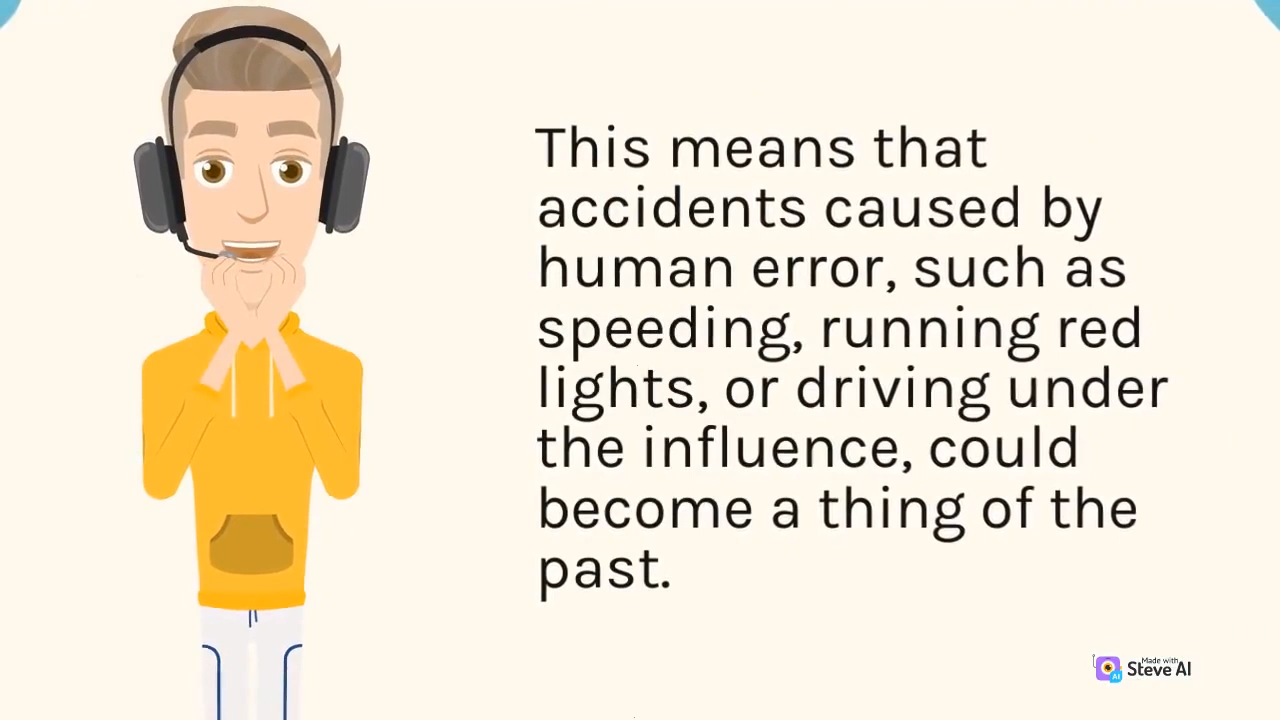 This means that
accidents caused by
human error, such as
speeding, running red
lights, or driving under
the influence, could
become a thing of the
past.
Made with
Steve AI
AI